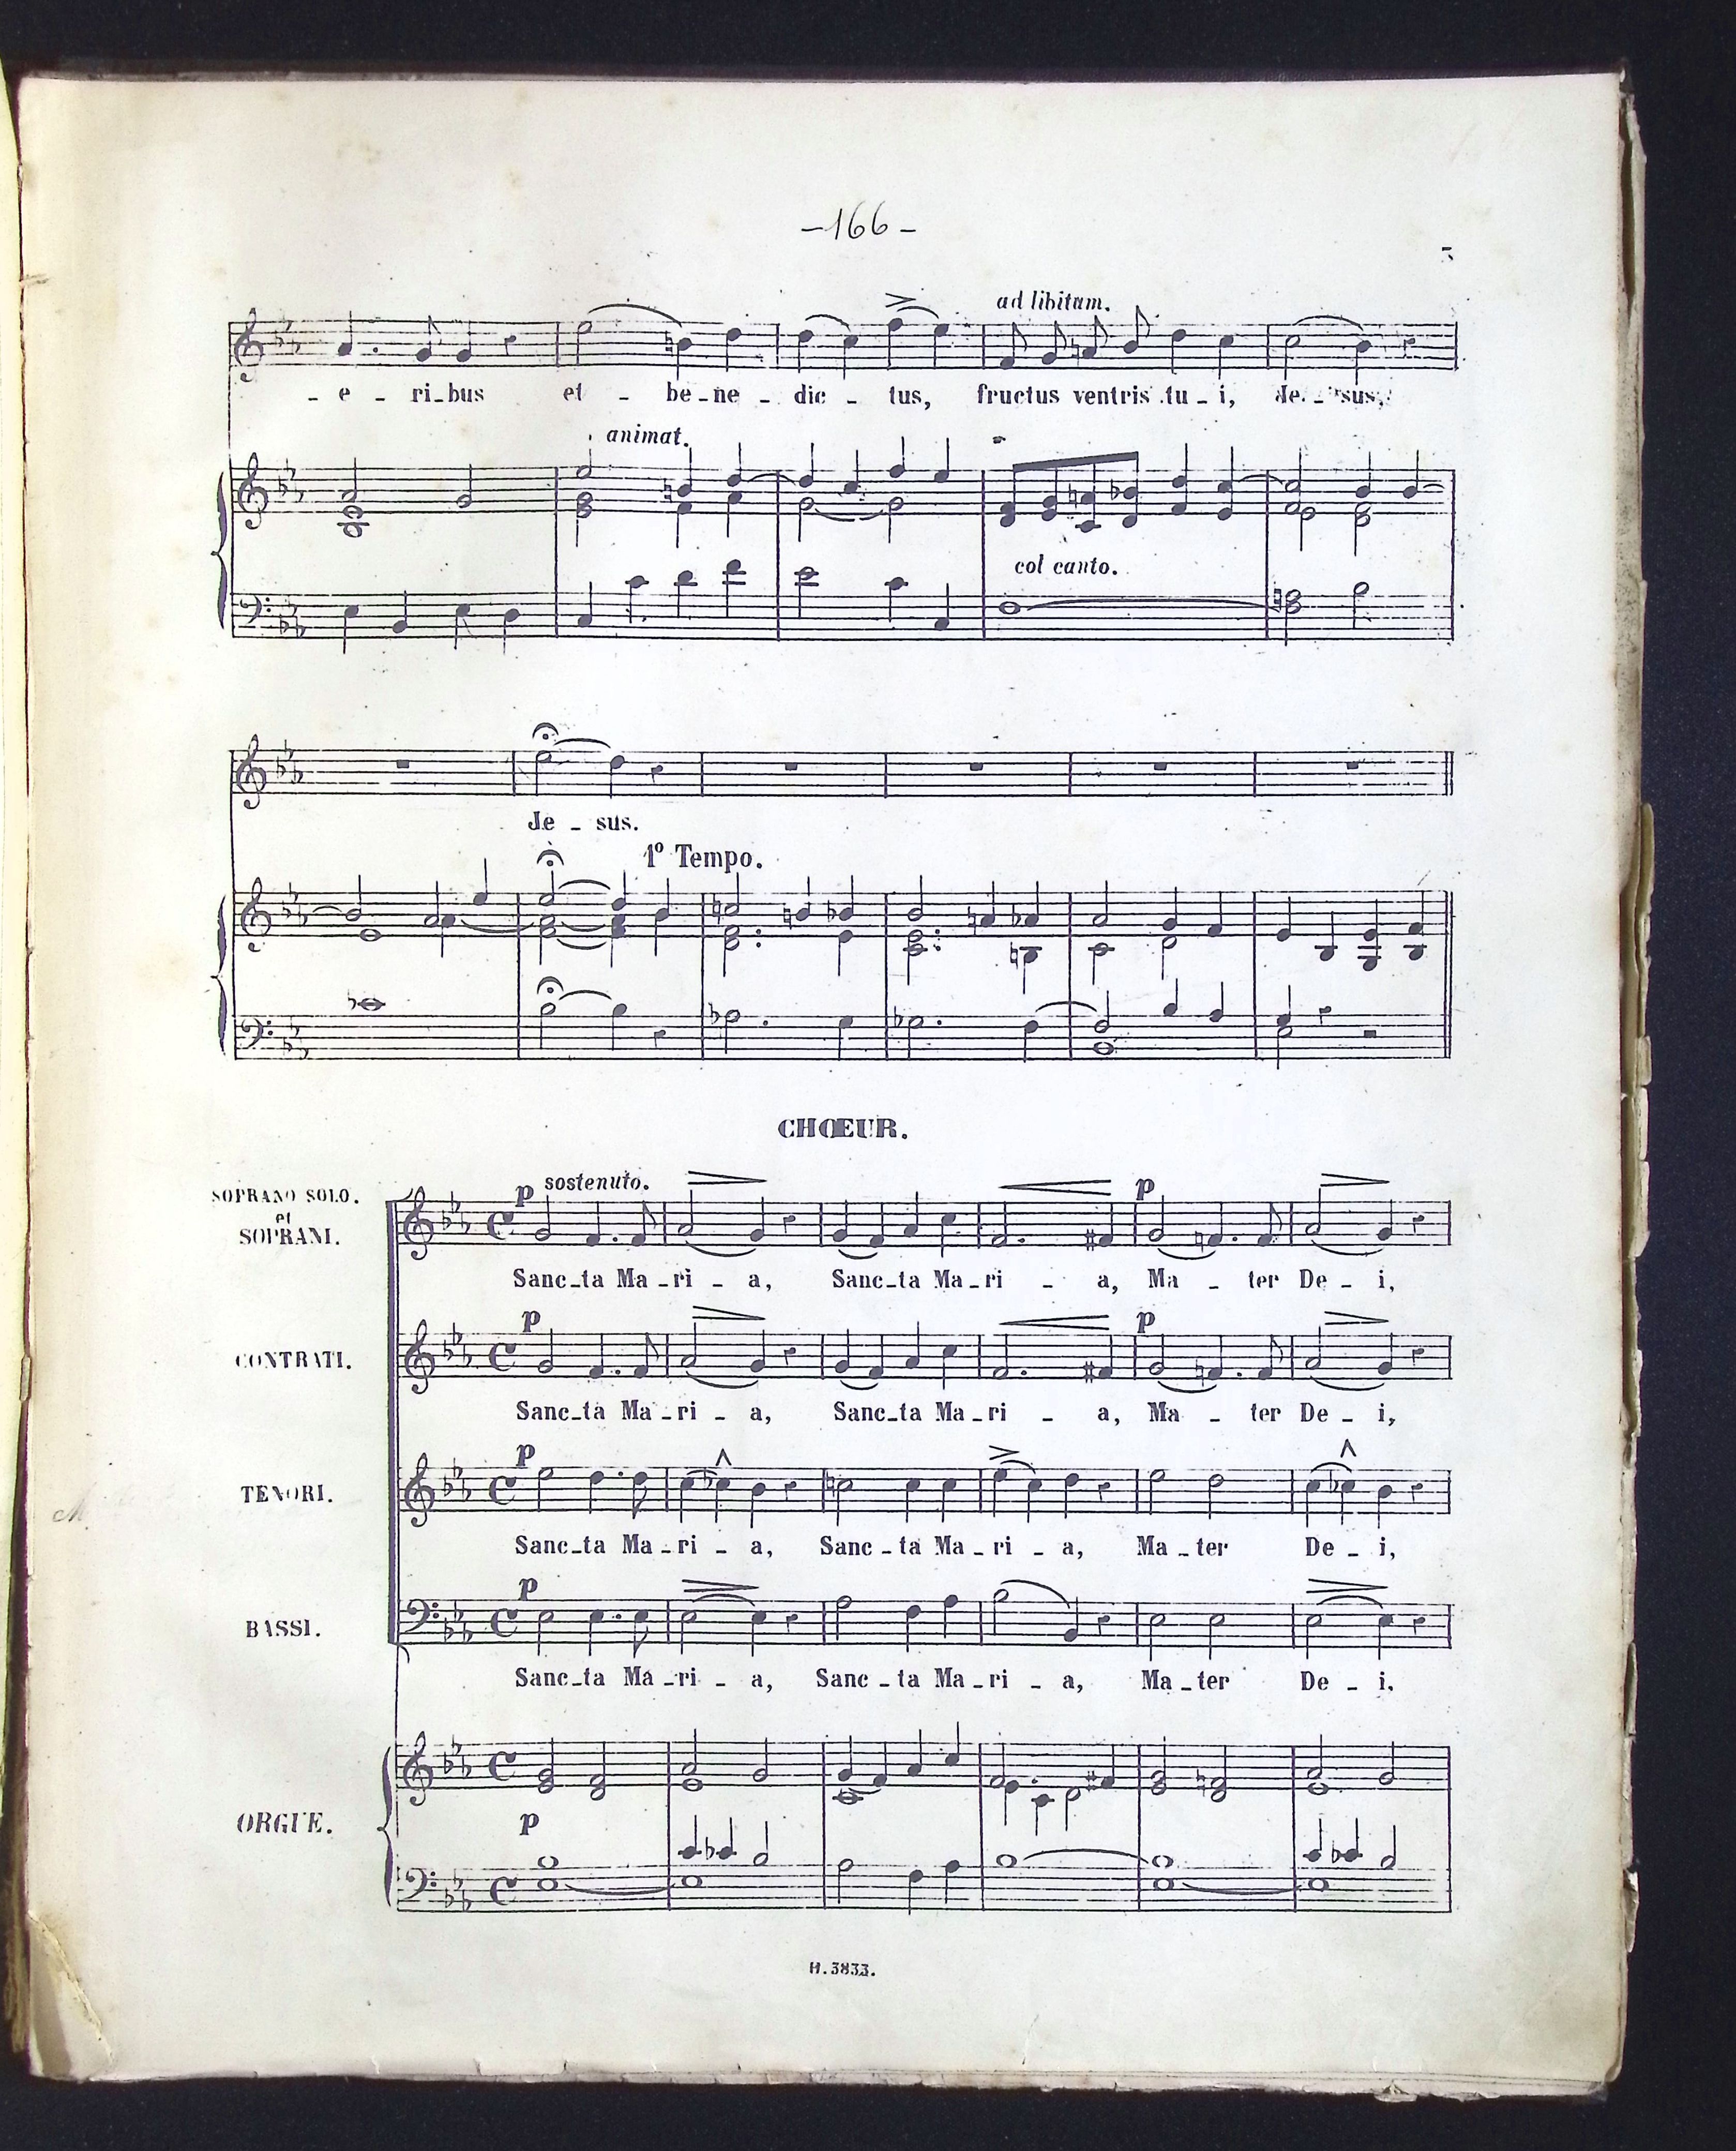 -166-
3
ad libitum.
- e - ri-bus et - be-ne - dic - tus, fructus ventris tu - i, Je - sus,
animat.
col canto.
Je - sus.
1º Tempo.
CHŒUR.
p sostenuto. p
SOPRANO SOLO.
et
SOPRANI.
Sanc-ta Ma-ri - a, Sanc-ta Ma-ri - a, Ma - ter De - i,
p p
CONTRATI.
Sanc-ta Ma-ri - a, Sanc-ta Ma-ri - a, Ma - ter De - i,
p
TENORI.
Sanc-ta Ma-ri - a, Sanc-ta Ma-ri - a, Ma-ter De - i,
p
BASSI.
Sanc-ta Ma-ri - a, Sanc-ta Ma-ri - a, Ma-ter De - i.
ORGUE. p
H. 3833.